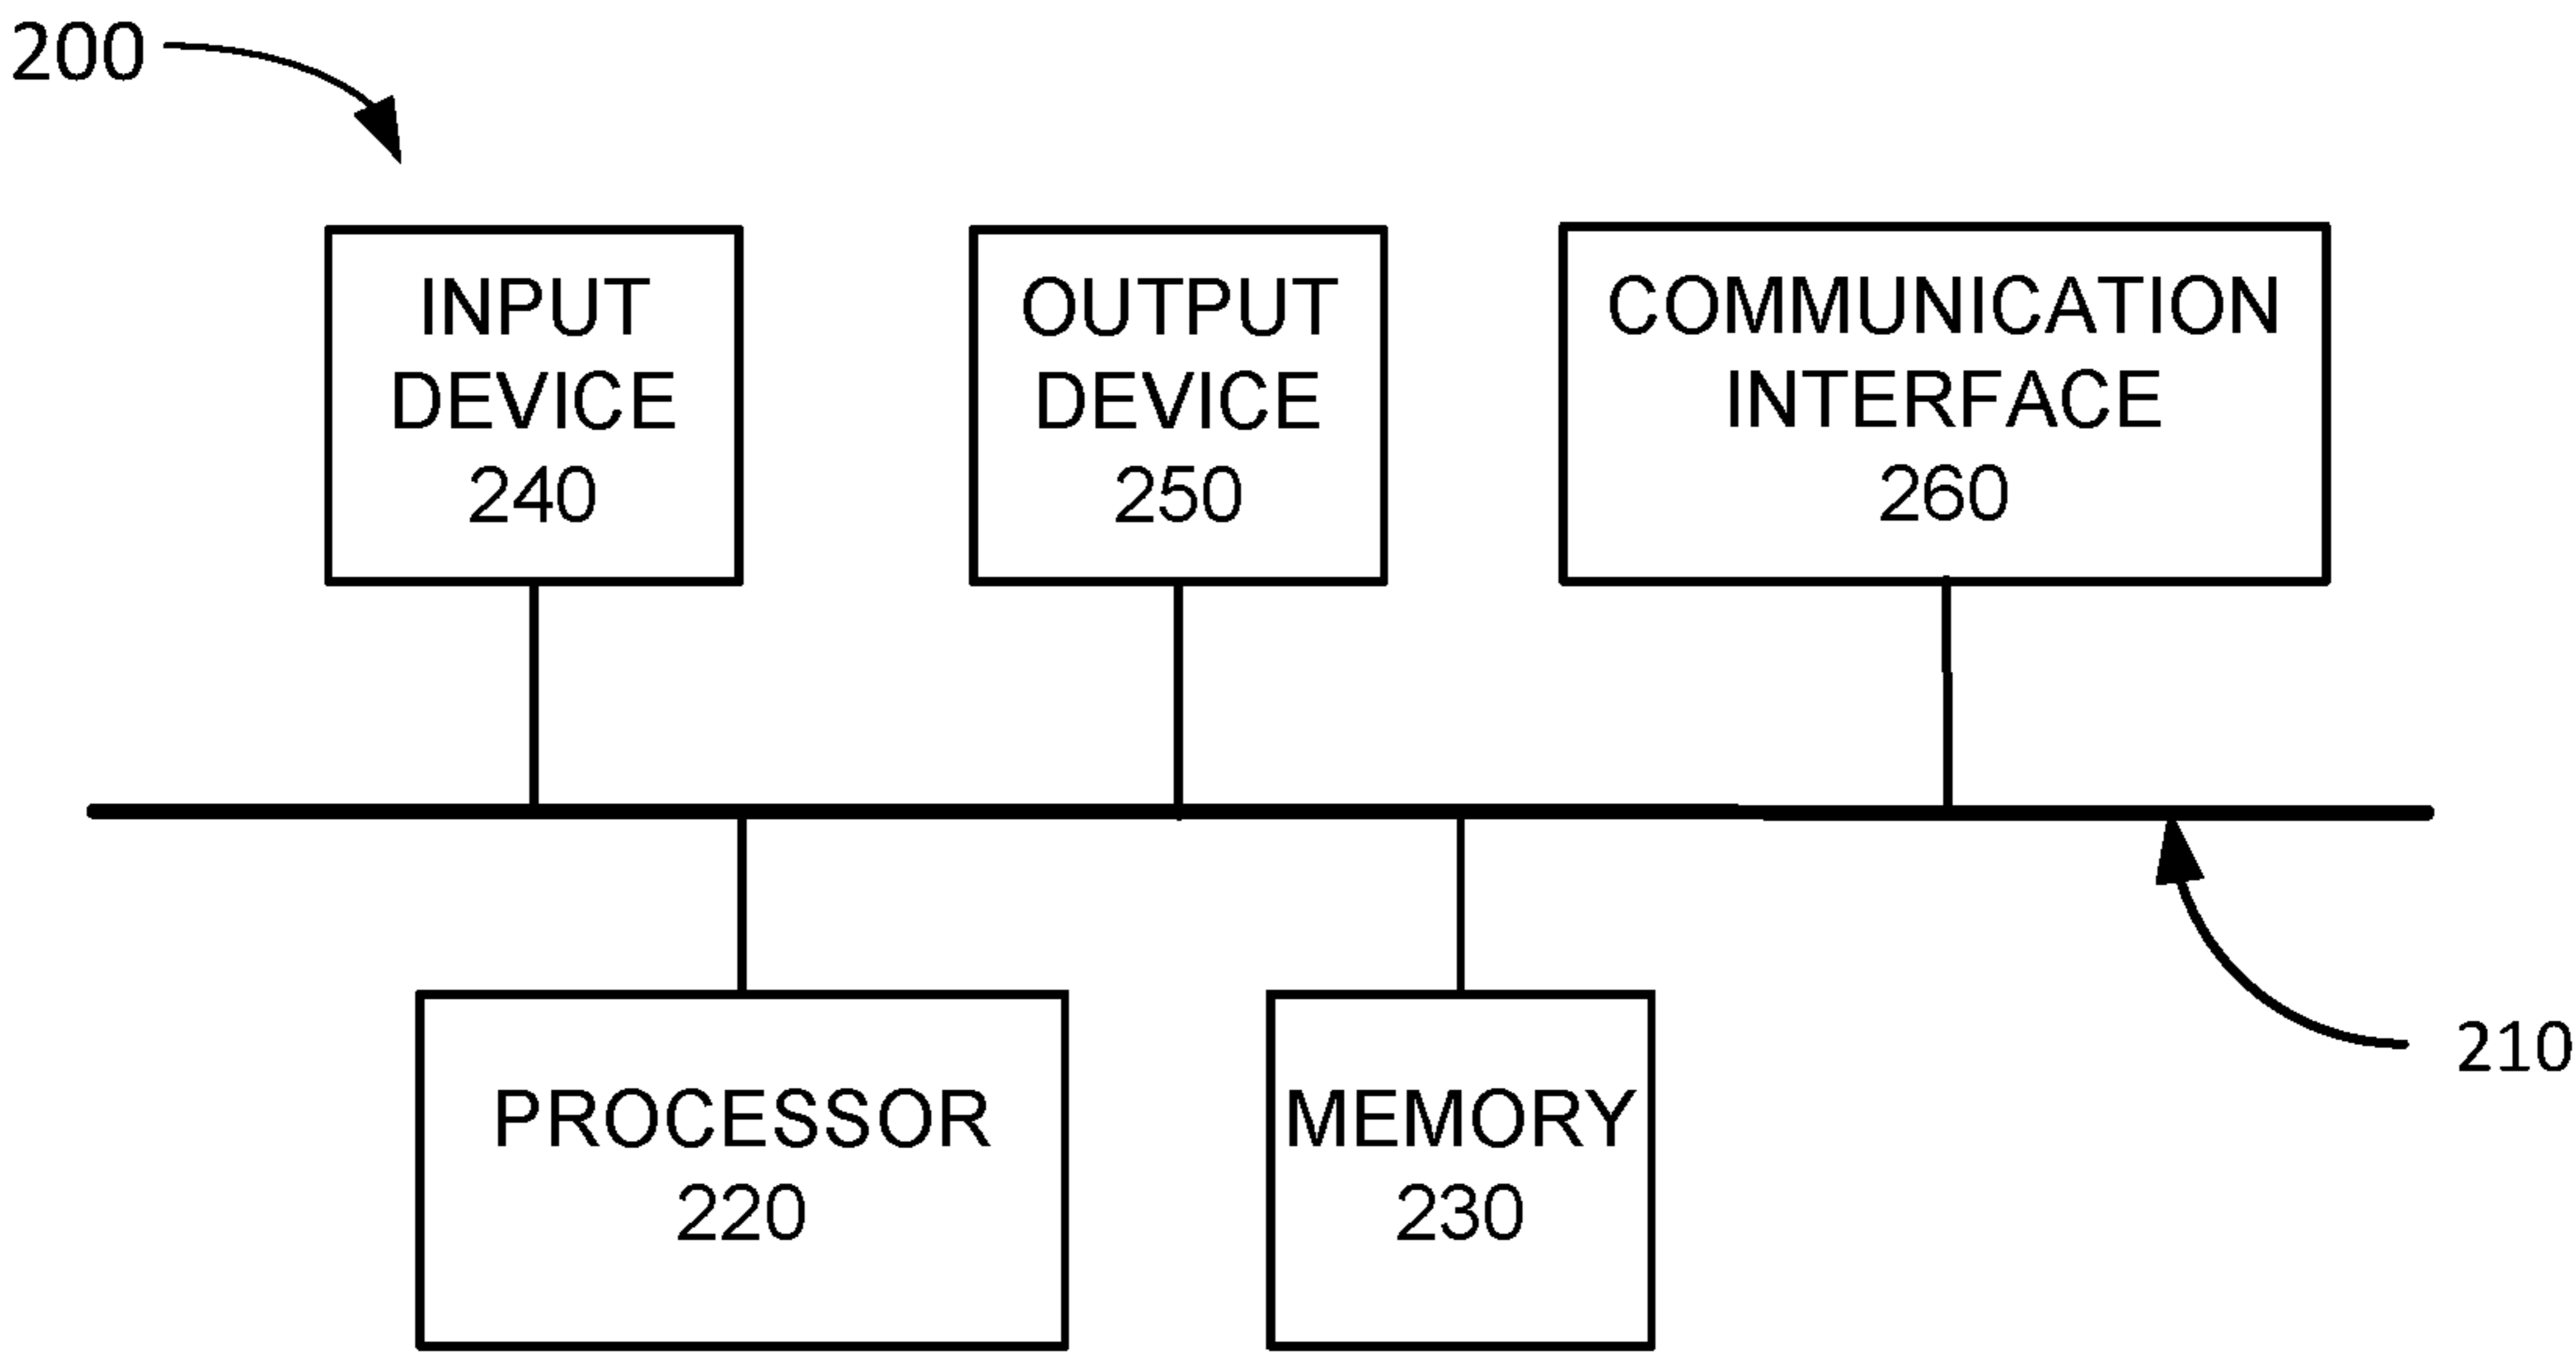 200
INPUT
DEVICE
240
OUTPUT
DEVICE
250
COMMUNICATION
INTERFACE
260
PROCESSOR
220
MEMORY
230
210